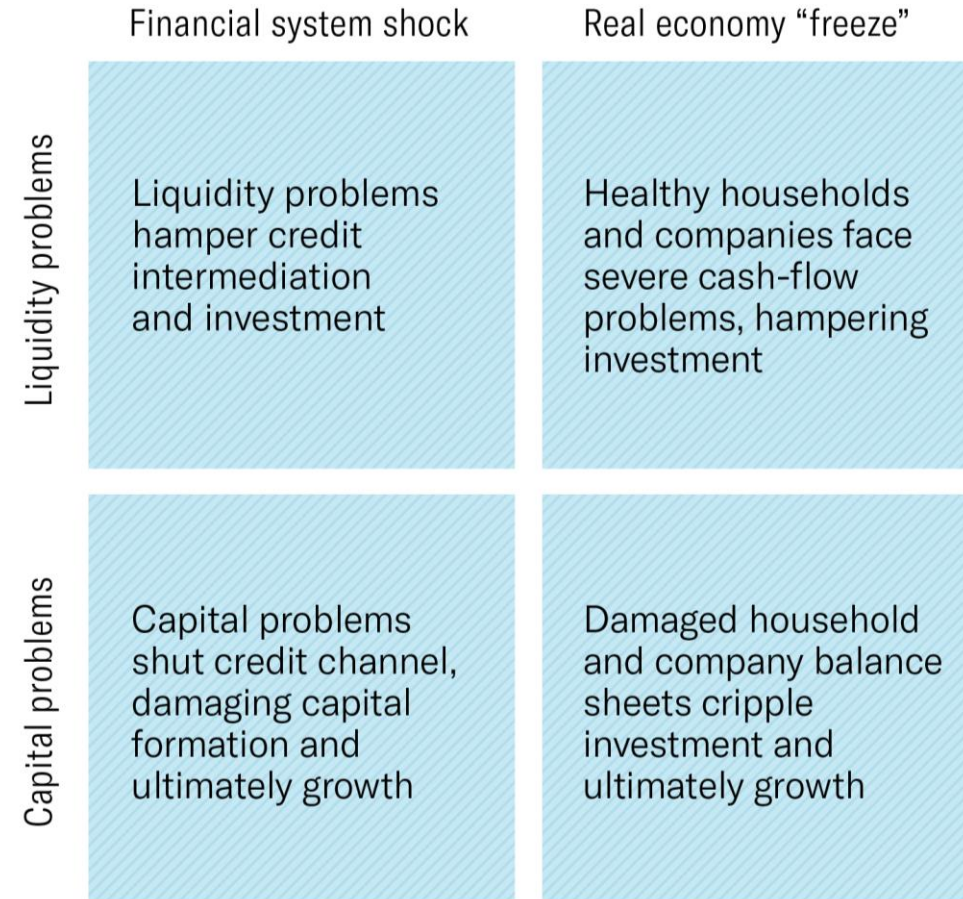 Financial system shock
Real economy “freeze”
Liquidity problems
Liquidity problems
hamper credit
intermediation
and investment
Healthy households
and companies face
severe cash-flow
problems, hampering
investment
Capital problems
Capital problems
shut credit channel,
damaging capital
formation and
ultimately growth
Damaged household
and company balance
sheets cripple
investment and
ultimately growth